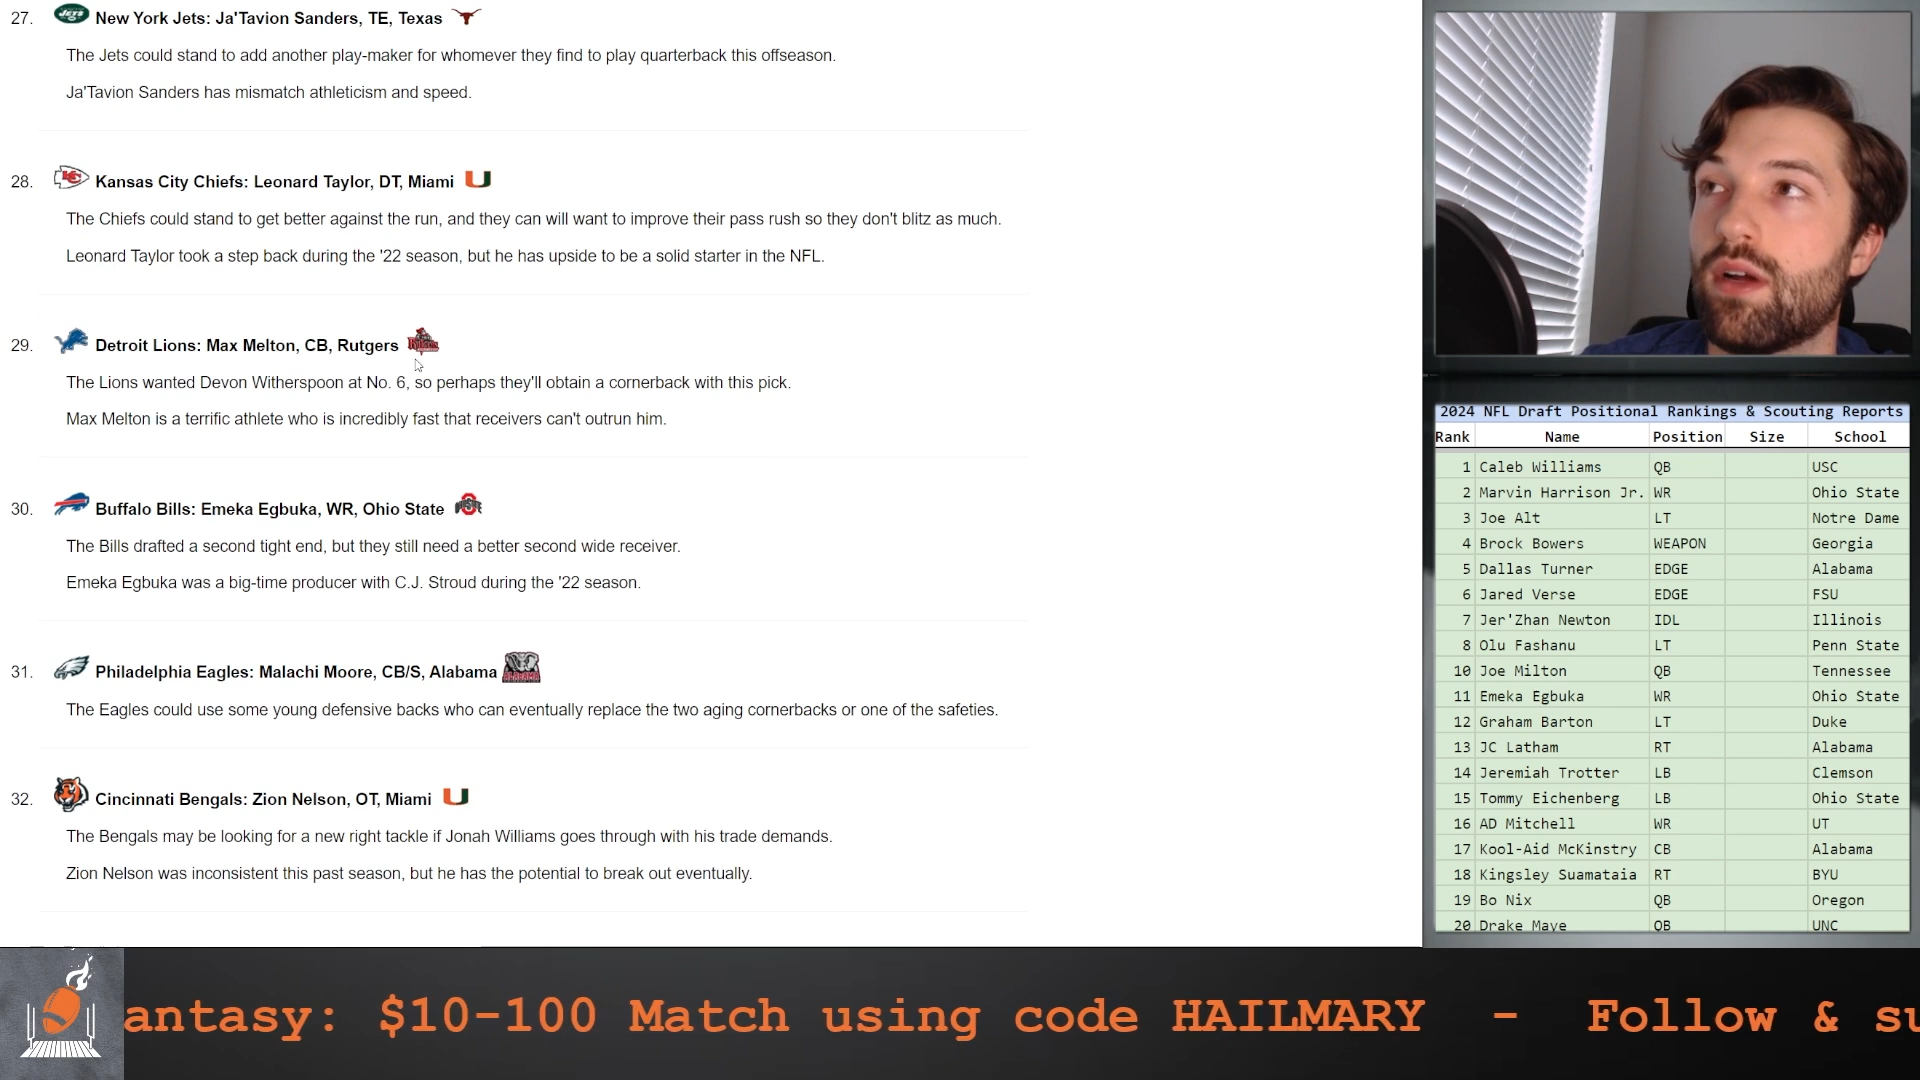 27. New York Jets: Ja'Tavion Sanders, TE, Texas
The Jets could stand to add another play-maker for whomever they find to play quarterback this offseason.
Ja'Tavion Sanders has mismatch athleticism and speed.
28. Kansas City Chiefs: Leonard Taylor, DT, Miami
The Chiefs could stand to get better against the run, and they can will want to improve their pass rush so they don't blitz as much.
Leonard Taylor took a step back during the '22 season, but he has upside to be a solid starter in the NFL.
29. Detroit Lions: Max Melton, CB, Rutgers
The Lions wanted Devon Witherspoon at No. 6, so perhaps they'll obtain a cornerback with this pick.
Max Melton is a terrific athlete who is incredibly fast that receivers can't outrun him.
30. Buffalo Bills: Emeka Egbuka, WR, Ohio State
The Bills drafted a second tight end, but they still need a better second wide receiver.
Emeka Egbuka was a big-time producer with C.J. Stroud during the '22 season.
31. Philadelphia Eagles: Malachi Moore, CB/S, Alabama
The Eagles could use some young defensive backs who can eventually replace the two aging cornerbacks or one of the safeties.
32. Cincinnati Bengals: Zion Nelson, OT, Miami
The Bengals may be looking for a new right tackle if Jonah Williams goes through with his trade demands.
Zion Nelson was inconsistent this past season, but he has the potential to break out eventually.
2024 NFL Draft Positional Rankings & Scouting Reports
Rank Name Position Size School
1 Caleb Williams QB USC
2 Marvin Harrison Jr. WR Ohio State
3 Joe Alt LT Notre Dame
4 Brock Bowers WEAPON Georgia
5 Dallas Turner EDGE Alabama
6 Jared Verse EDGE FSU
7 Jer'Zhan Newton IDL Illinois
8 Olu Fashanu LT Penn State
10 Joe Milton QB Tennessee
11 Emeka Egbuka WR Ohio State
12 Graham Barton LT Duke
13 JC Latham RT Alabama
14 Jeremiah Trotter LB Clemson
15 Tommy Eichenberg LB Ohio State
16 AD Mitchell WR UT
17 Kool-Aid McKinstry CB Alabama
18 Kingsley Suamataia RT BYU
19 Bo Nix QB Oregon
20 Drake Maye QB UNC
antasy: $10-100 Match using code HAILMARY - Follow & su